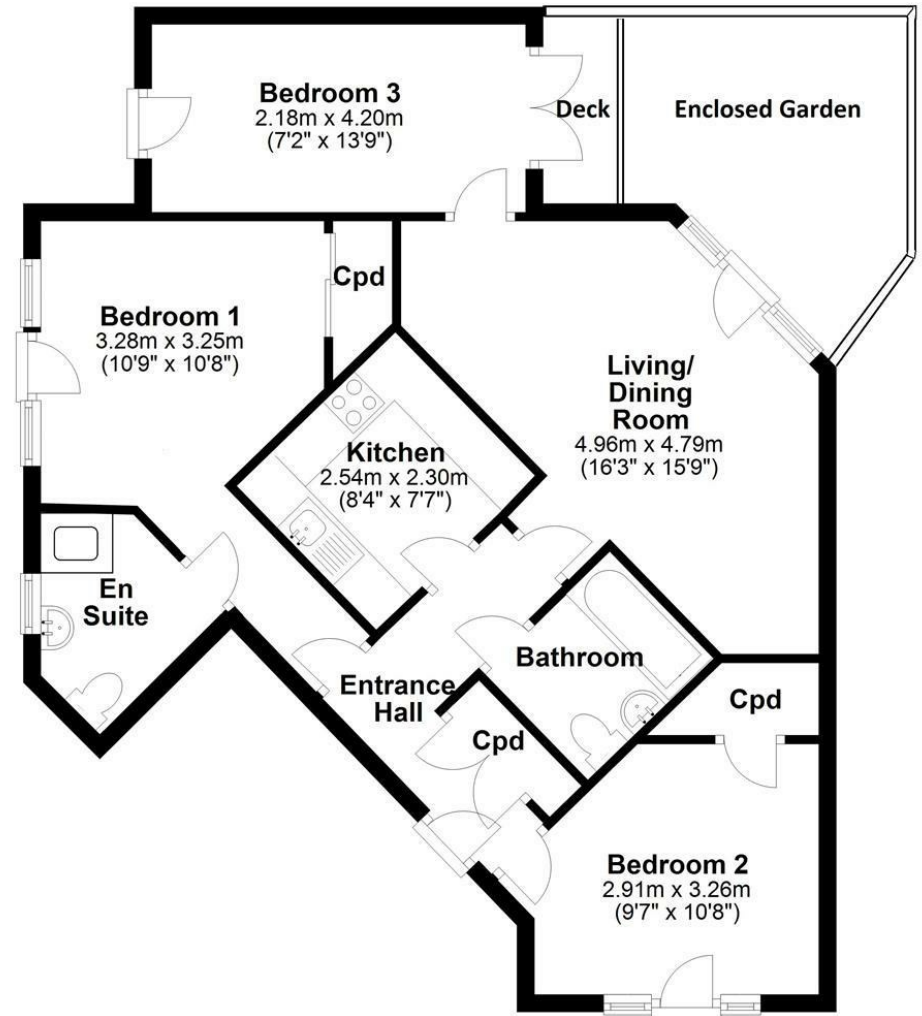 Bedroom 3
2.18m x 4.20m
(7'2" x 13'9")
Deck
Enclosed Garden
Cpd
Bedroom 1
3.28m x 3.25m
(10'9" x 10'8")
Living/
Dining
Room
4.96m x 4.79m
(16'3" x 15'9")
Kitchen
2.54m x 2.30m
(8'4" x 7'7")
En
Suite
Bathroom
Entrance
Hall
Cpd
Cpd
Bedroom 2
2.91m x 3.26m
(9'7" x 10'8")